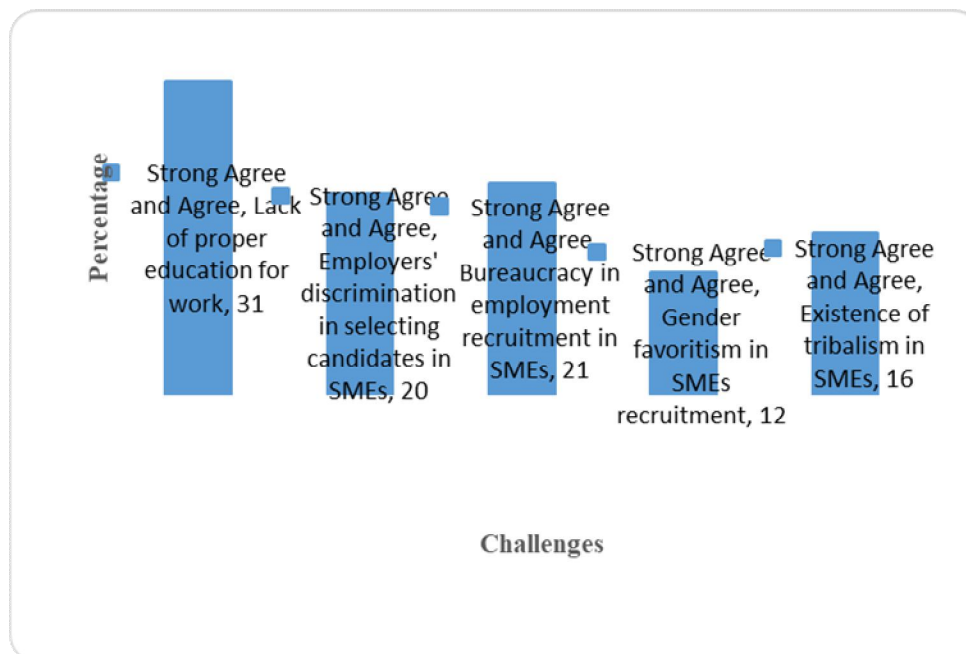 Percentage
Strong Agree
and Agree, Lack
of proper
education for
work, 31
Strong Agree
and Agree,
Employers'
discrimination
in selecting
candidates in
SMEs, 20
Strong Agree
and Agree,
Bureaucracy in
employment
recruitment in
SMEs, 21
Strong Agree
and Agree,
Gender
favoritism in
SMEs
recruitment, 12
Strong Agree
and Agree,
Existence of
tribalism in
SMEs, 16
Challenges